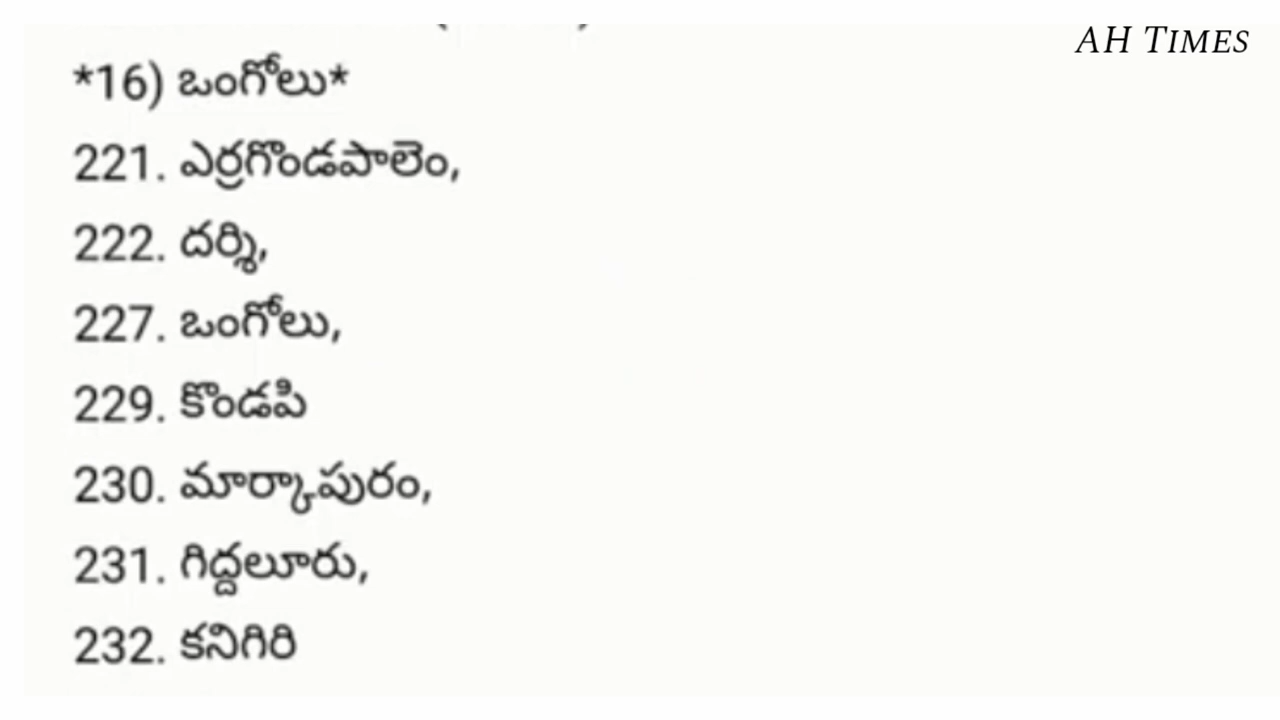 AH TIMES
*16) ఒంగోలు*
221. ఎర్రగొండపాలెం,
222. దర్శి,
227. ఒంగోలు,
229. కొండపి
230. మార్కాపురం,
231. గిద్దలూరు,
232. కనిగిరి